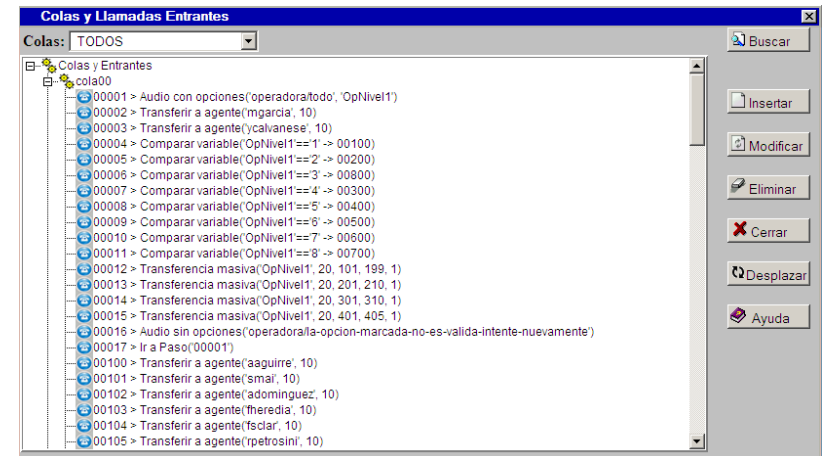 Colas y Llamadas Entrantes
Colas: TODOS
Buscar
Colas y Entrantes
cola00
00001 > Audio con opciones('operadora/todo', 'OpNivel1')
00002 > Transferir a agente('mgarcia', 10)
Insertar
00003 > Transferir a agente('ycalvanese', 10)
00004 > Comparar variable('OpNivel1'=='1' -> 00100)
00005 > Comparar variable('OpNivel1'=='2' -> 00200)
Modificar
00006 > Comparar variable('OpNivel1'=='3' -> 00800)
00007 > Comparar variable('OpNivel1'=='4' -> 00300)
00008 > Comparar variable('OpNivel1'=='5' -> 00400)
Eliminar
00009 > Comparar variable('OpNivel1'=='6' -> 00500)
00010 > Comparar variable('OpNivel1'=='7' -> 00600)
00011 > Comparar variable('OpNivel1'=='8' -> 00700)
Cerrar
00012 > Transferencia masiva('OpNivel1', 20, 101, 199, 1)
00013 > Transferencia masiva('OpNivel1', 20, 201, 210, 1)
Desplazar
00014 > Transferencia masiva('OpNivel1', 20, 301, 310, 1)
00015 > Transferencia masiva('OpNivel1', 20, 401, 405, 1)
00016 > Audio sin opciones('operadora/la-opcion-marcada-no-es-valida-intente-nuevamente')
Ayuda
00017 > Ir a Paso('00001')
00100 > Transferir a agente('aaguirre', 10)
00101 > Transferir a agente('smai', 10)
00102 > Transferir a agente('adominguez', 10)
00103 > Transferir a agente('fheredia', 10)
00104 > Transferir a agente('fsclar', 10)
00105 > Transferir a agente('rpetrosini', 10)